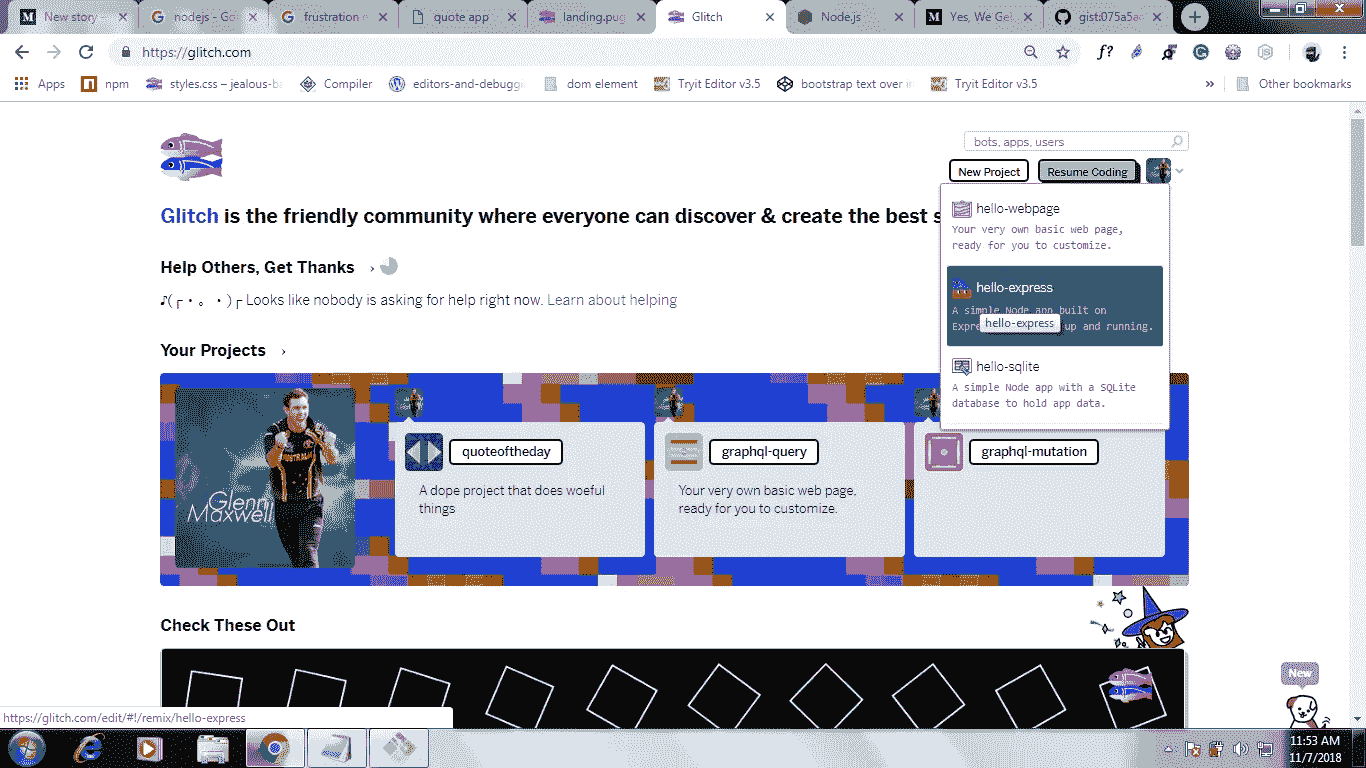 New story –
nodejs - Go
frustration
quote app
landing.pug
Glitch
Node.js
Yes, We Ge
gist:075a5a
https://glitch.com
f?
Apps
npm
styles.css – jealous-ba
Compiler
editors-and-debuggi
dom element
Tryit Editor v3.5
bootstrap text over i
Tryit Editor v3.5
»
Other bookmarks
bots, apps, users
New Project
Resume Coding
Glitch is the friendly community where everyone can discover & create the best s
hello-webpage
Your very own basic web page,
ready for you to customize.
hello-express
A simple Node app built on
Expre up and running.
hello-express
hello-sqlite
A simple Node app with a SQLite
database to hold app data.
Help Others, Get Thanks ›
Looks like nobody is asking for help right now. Learn about helping
Your Projects ›
Glenn
Maxwell
quoteoftheday
A dope project that does woeful
things
graphql-query
Your very own basic web page,
ready for you to customize.
graphql-mutation
Check These Out
New
https://glitch.com/edit/#!/remix/hello-express
11:53 AM
11/7/2018